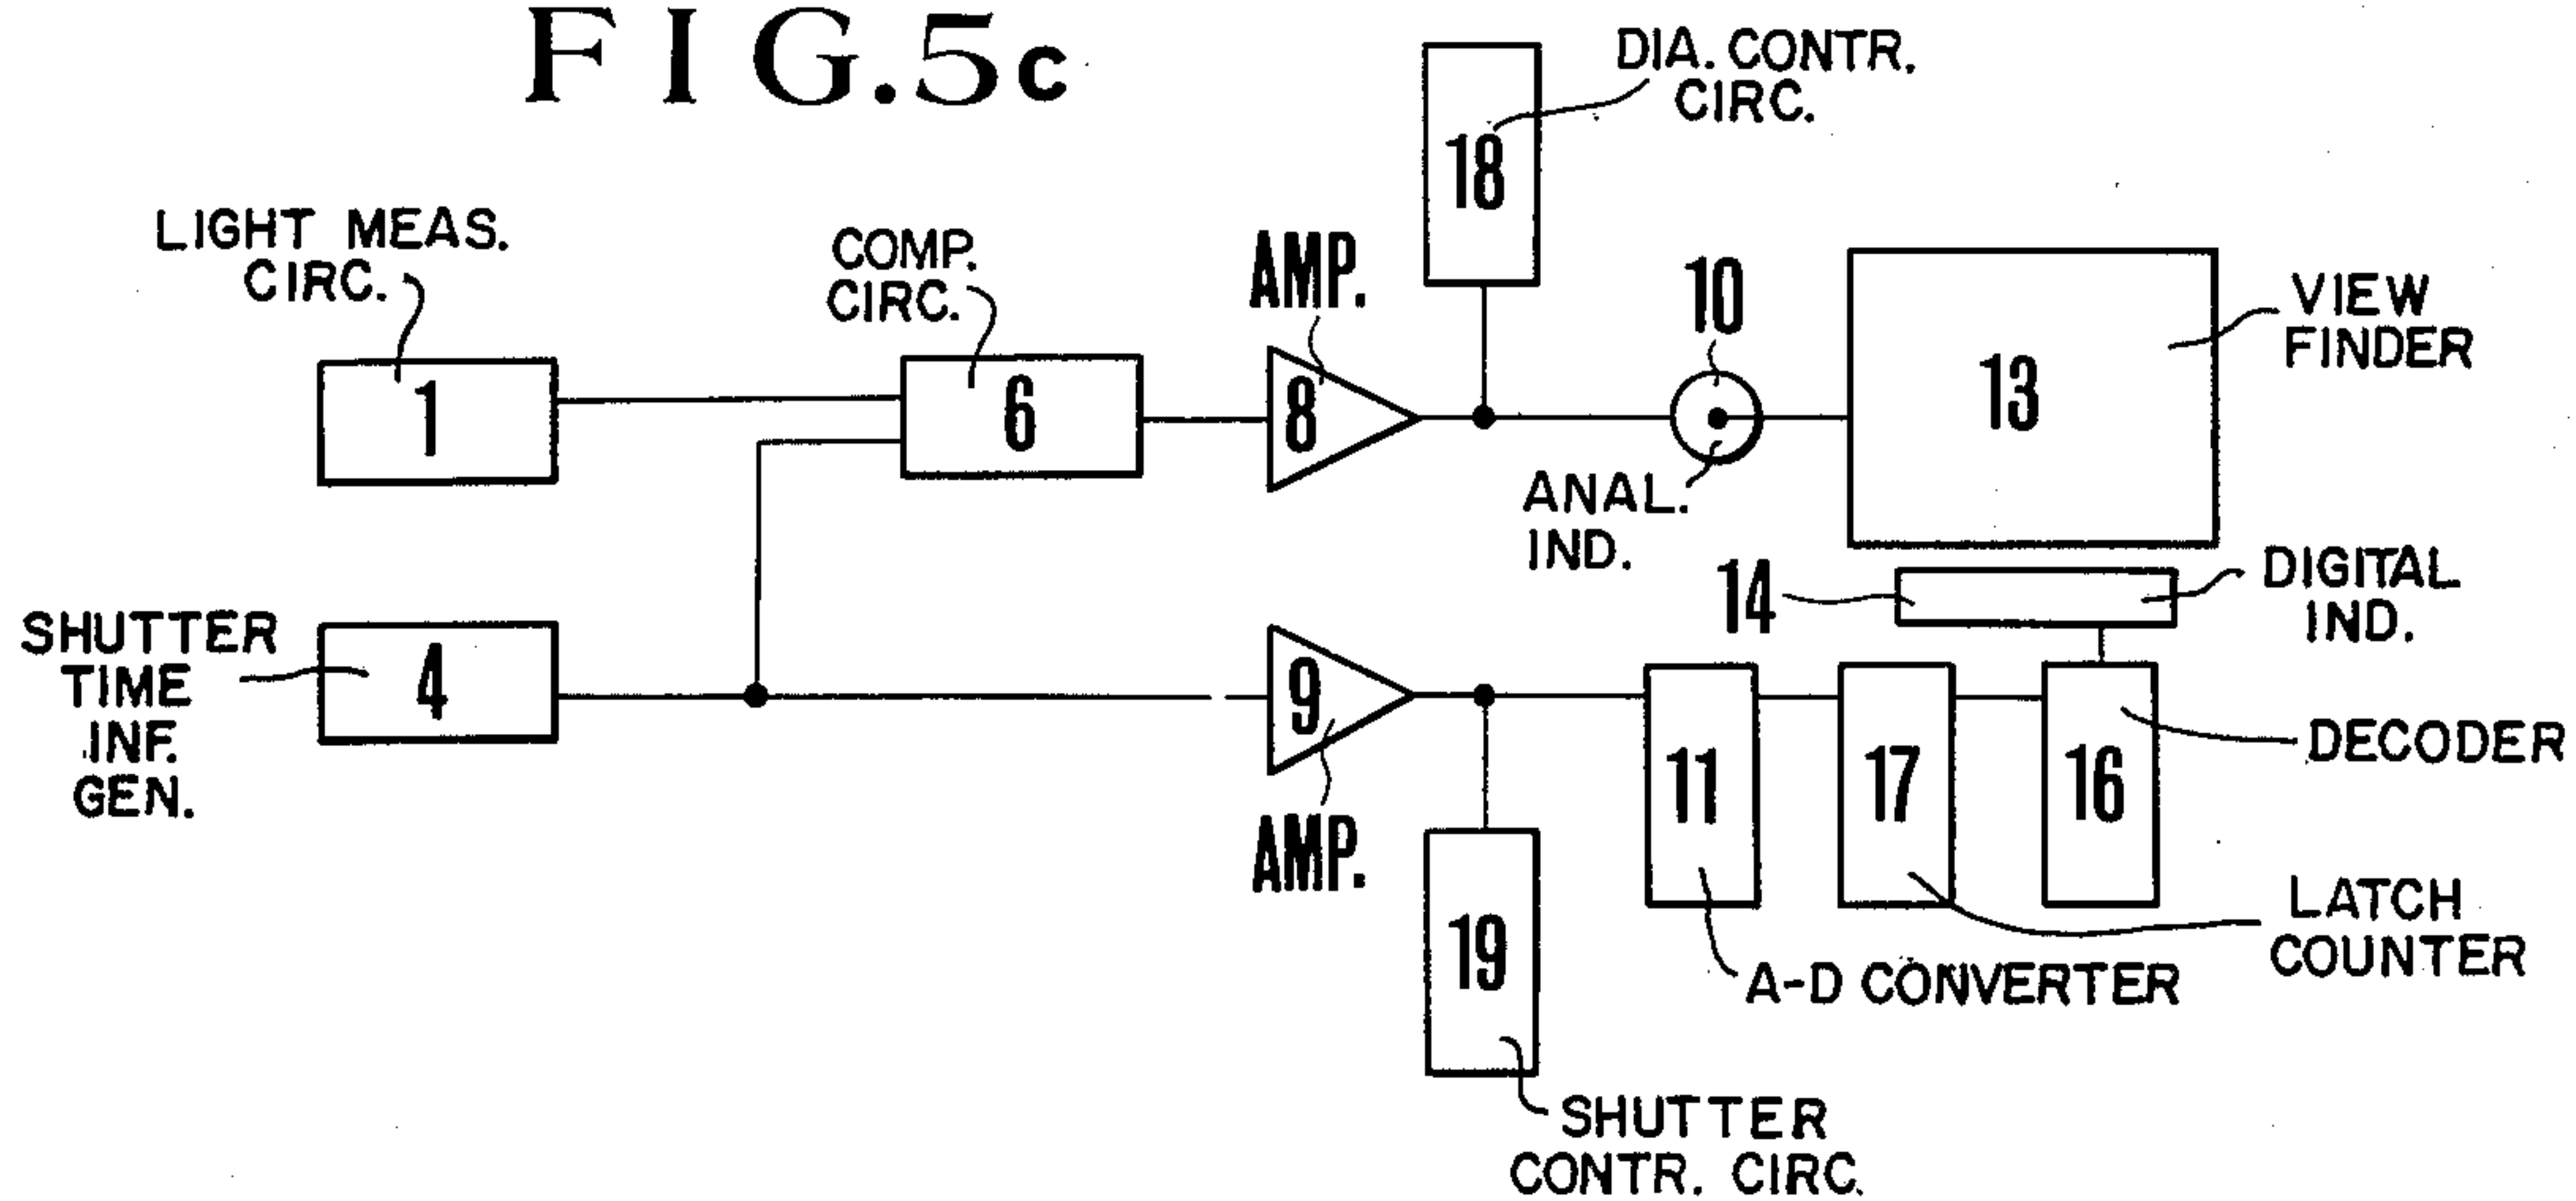 FIG.5c
DIA. CONTR.
CIRC.
18
LIGHT MEAS.
CIRC.
COMP.
CIRC.
AMP.
10
VIEW
FINDER
1
6
8
13
ANAL.
IND.
14
DIGITAL
IND.
SHUTTER
TIME
INF.
GEN.
4
9
AMP.
11
17
16
DECODER
19
LATCH
COUNTER
A-D CONVERTER
SHUTTER
CONTR. CIRC.